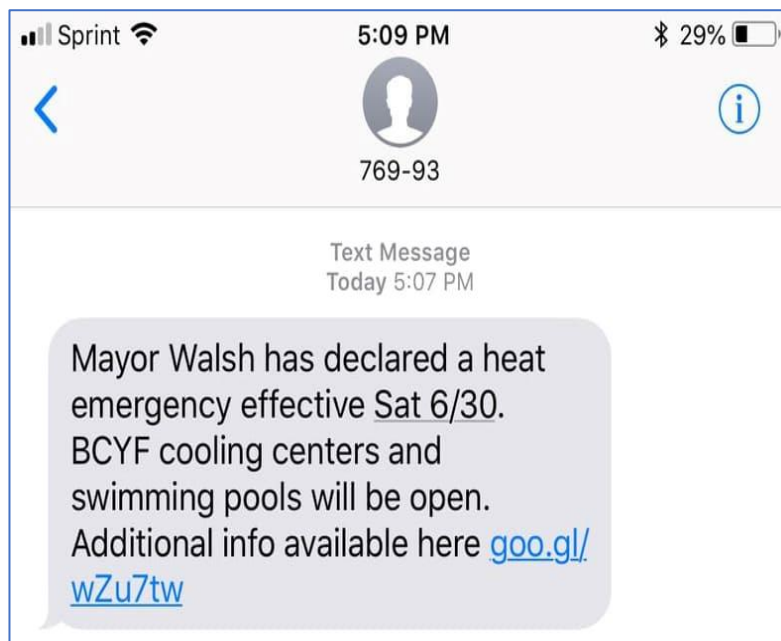 Sprint 5:09 PM 29%
769-93
Text Message
Today 5:07 PM
Mayor Walsh has declared a heat
emergency effective Sat 6/30.
BCYF cooling centers and
swimming pools will be open.
Additional info available here goo.gl/
wZu7tw